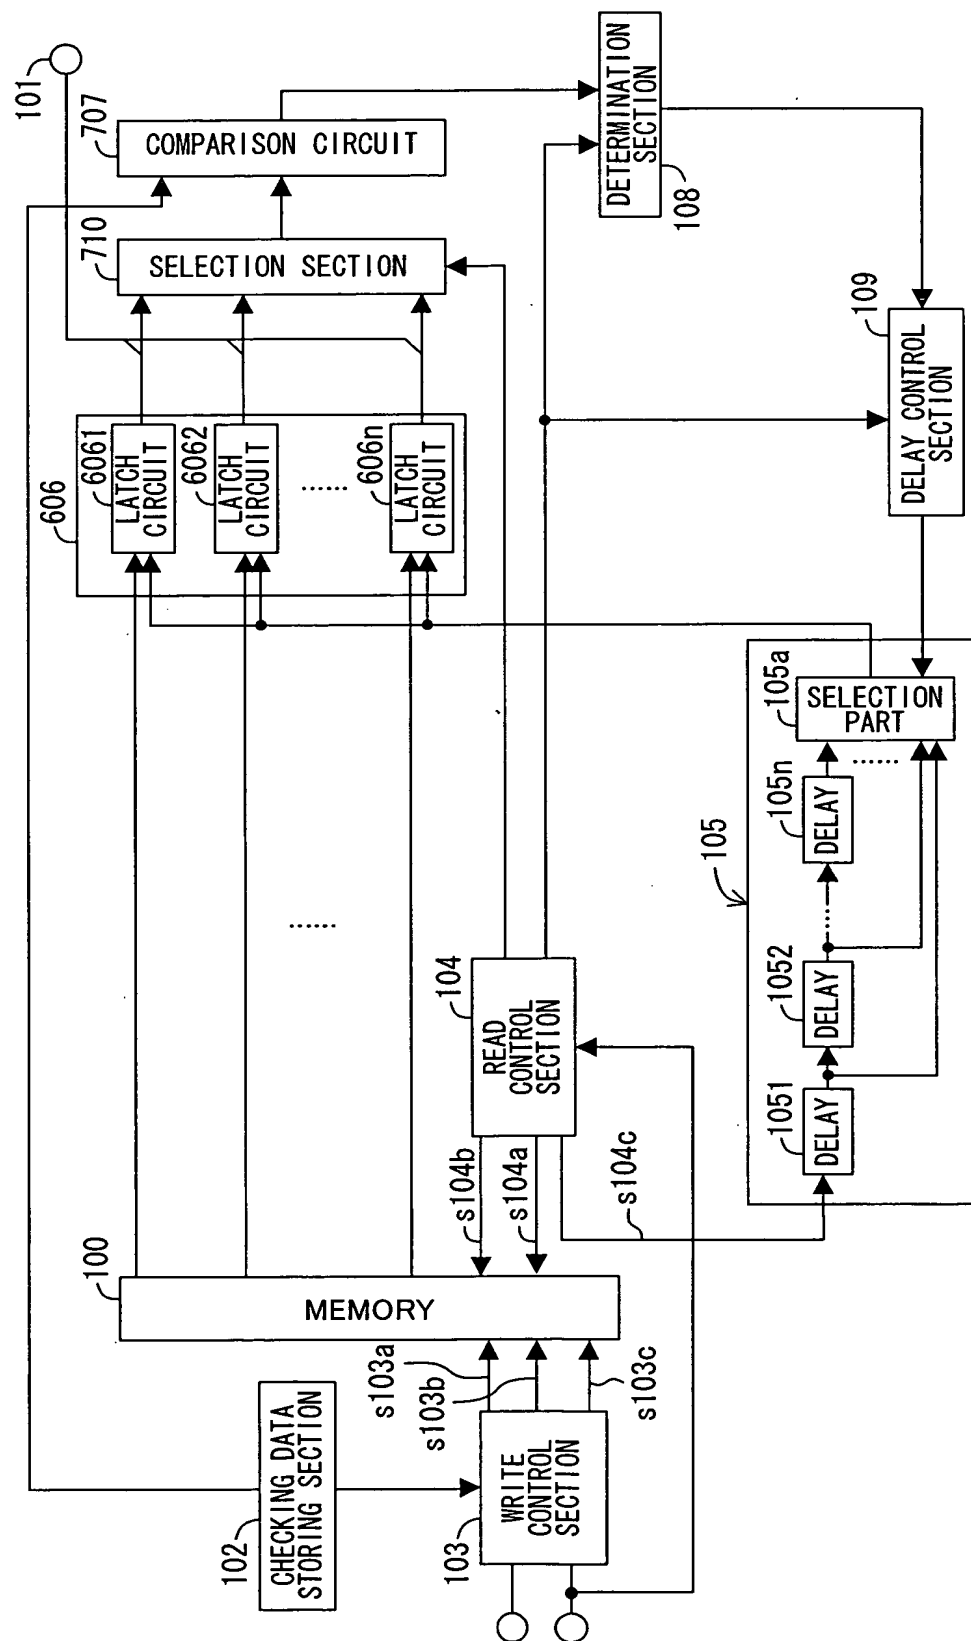 101
707
COMPARISON CIRCUIT
710
SELECTION SECTION
DETERMINATION
SECTION
108
606
6061
LATCH
CIRCUIT
6062
LATCH
CIRCUIT
......
606n
LATCH
CIRCUIT
109
DELAY CONTROL
SECTION
105a
SELECTION
PART
......
105
105n
DELAY
......
1052
DELAY
1051
DELAY
......
104
READ
CONTROL
SECTION
s104b
s104a
s104c
100
MEMORY
s103a
s103b
s103c
102
CHECKING DATA
STORING SECTION
103
WRITE
CONTROL
SECTION